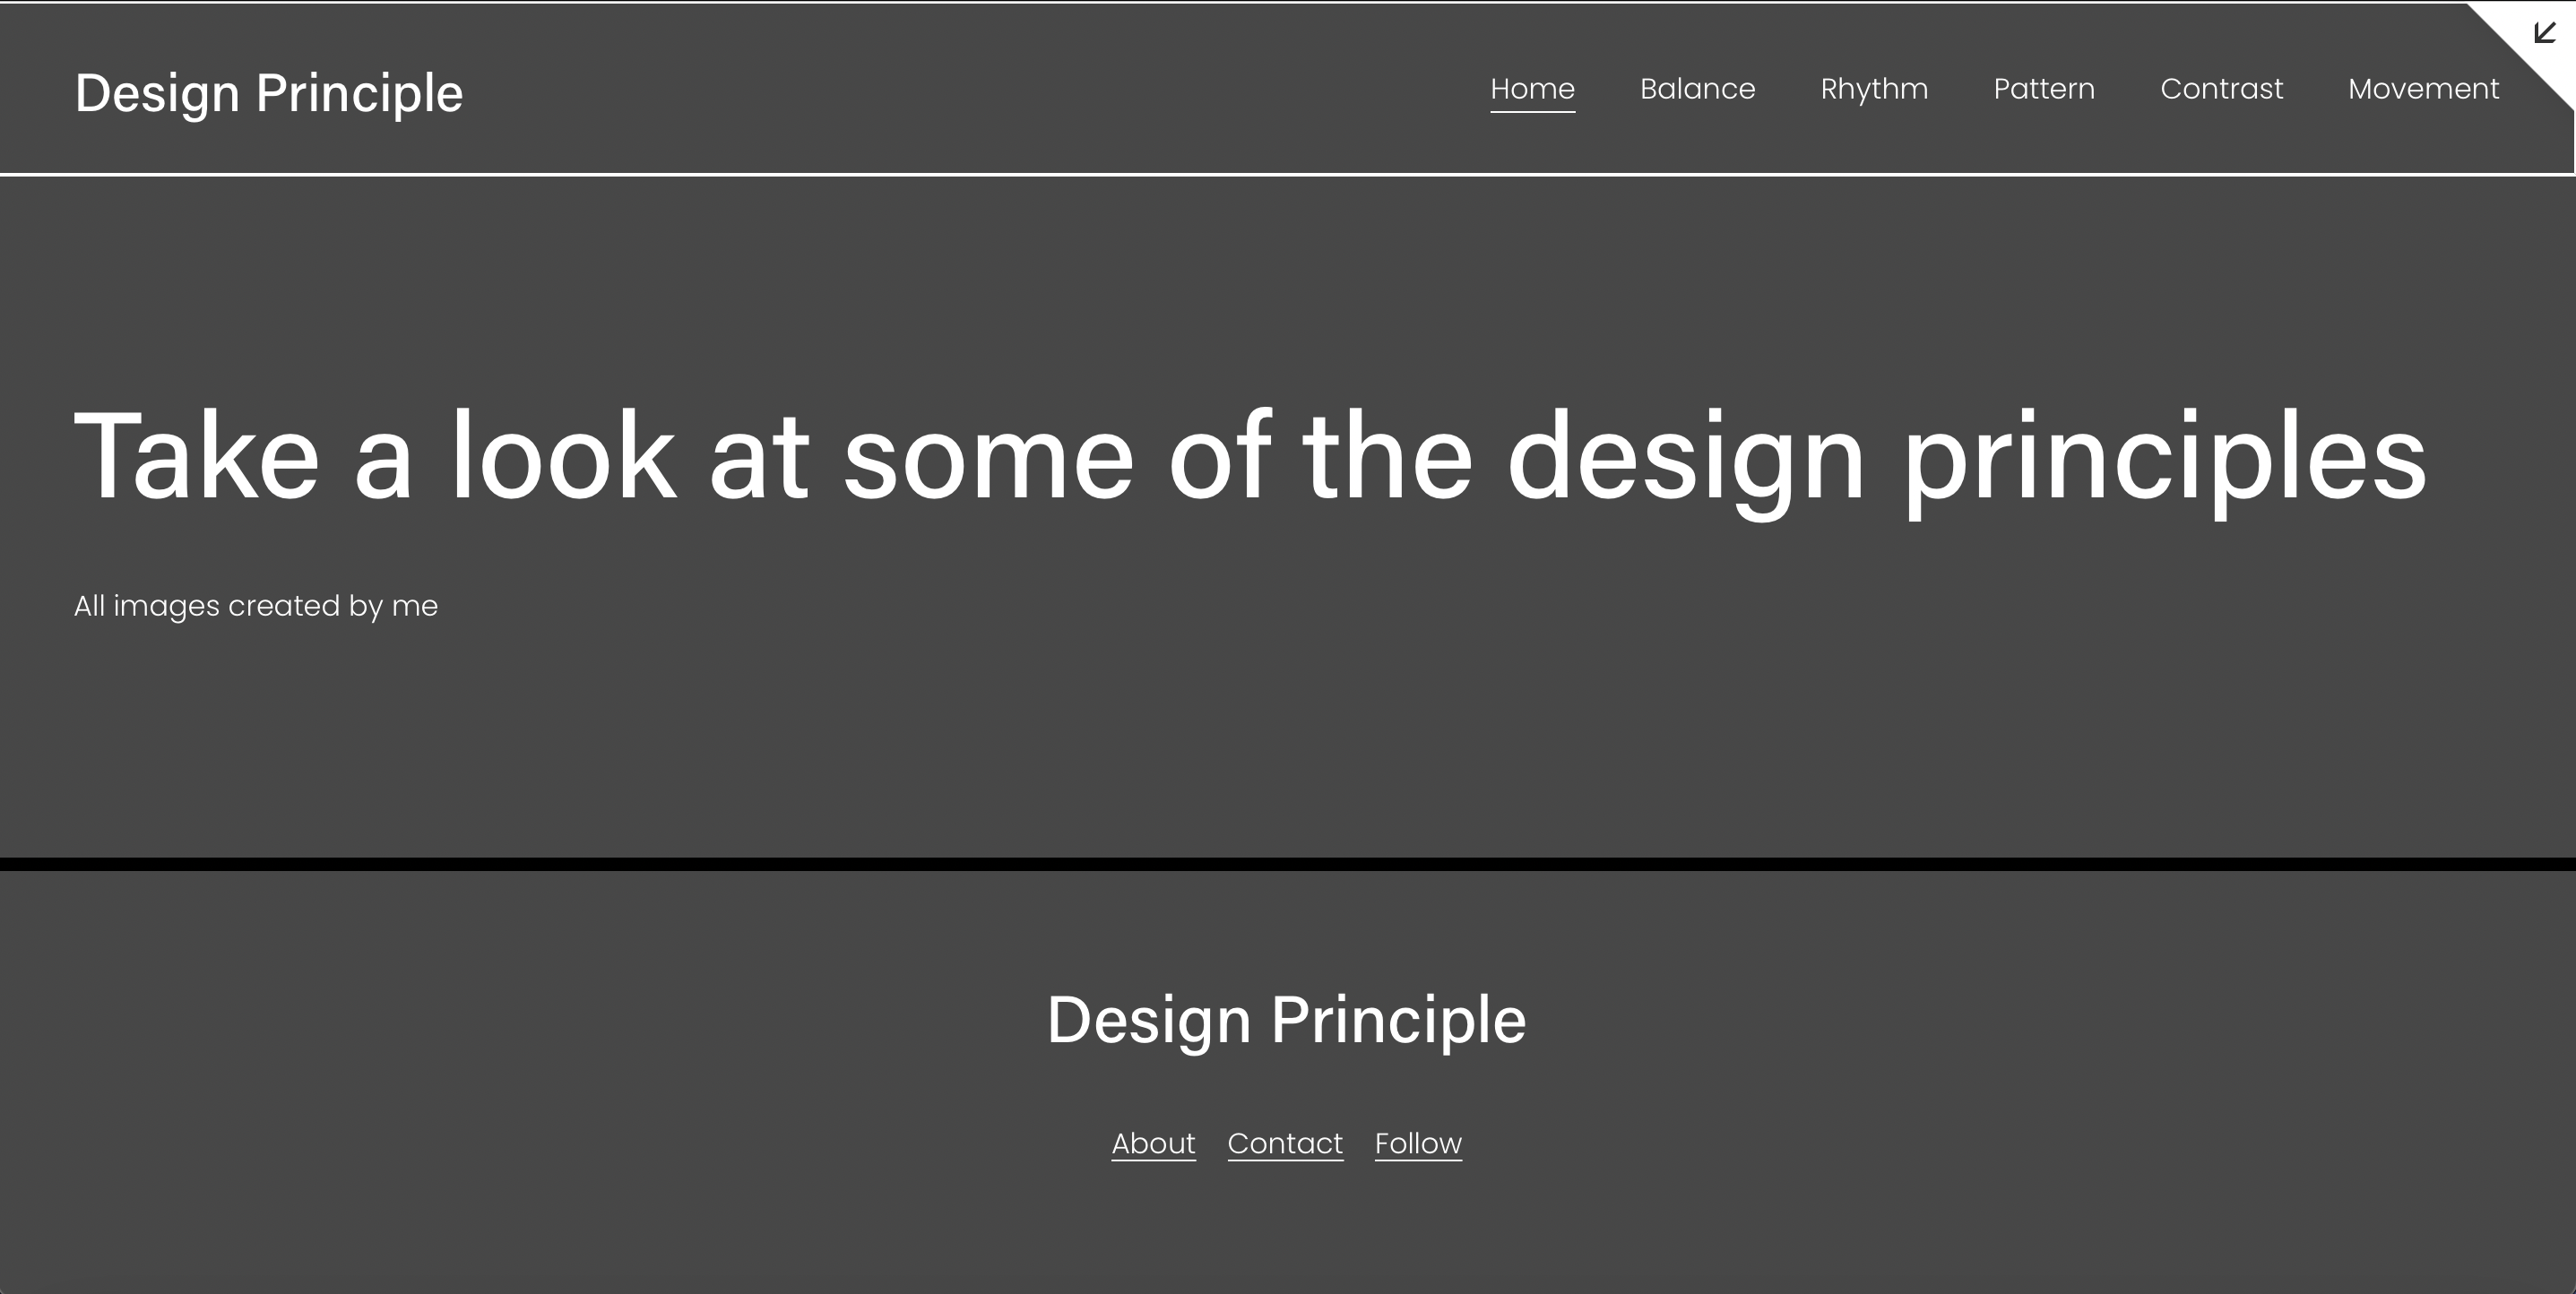 Design Principle
Home Balance Rhythm Pattern Contrast Movement
Take a look at some of the design principles
All images created by me
Design Principle
About Contact Follow